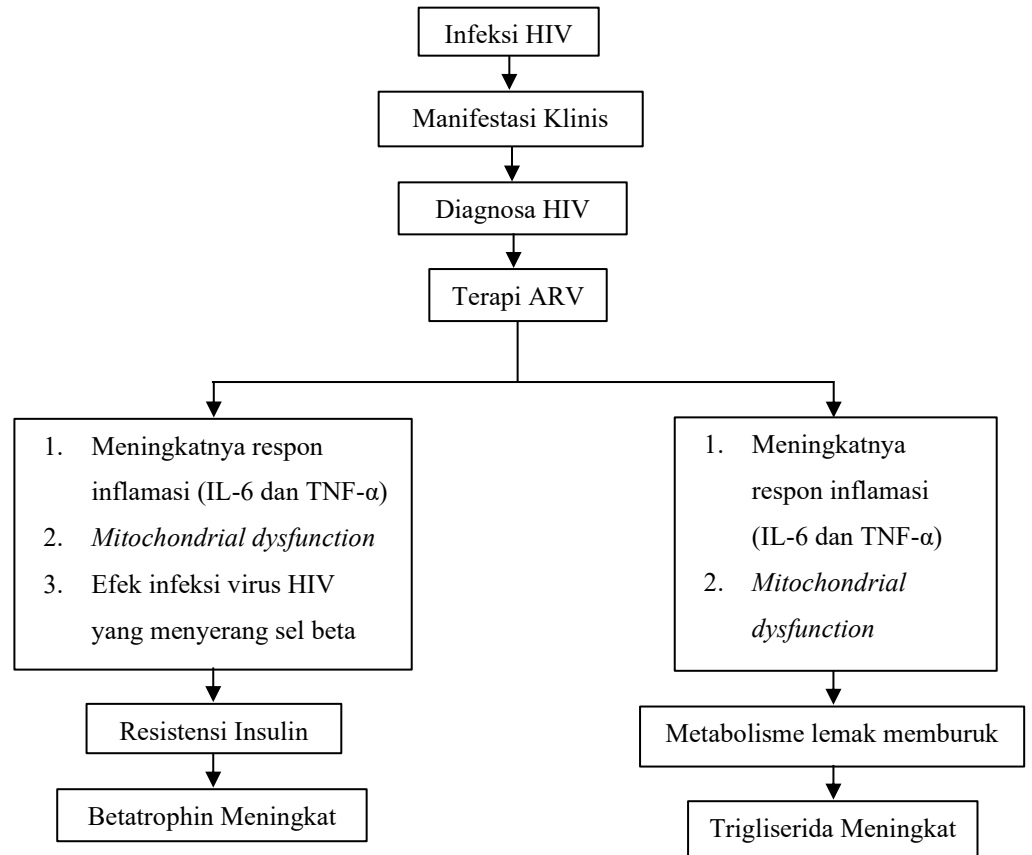 Infeksi HIV
Manifestasi Klinis
Diagnosa HIV
Terapi ARV
1. Meningkatnya respon
inflamasi (IL-6 dan TNF-α)
2. Mitochondrial dysfunction
3. Efek infeksi virus HIV
yang menyerang sel beta
1. Meningkatnya
respon inflamasi
(IL-6 dan TNF-α)
2. Mitochondrial
dysfunction
Resistensi Insulin
Metabolisme lemak memburuk
Betatrophin Meningkat
Trigliserida Meningkat